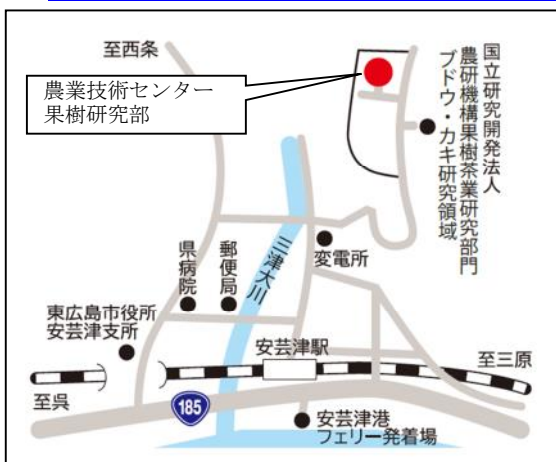 至西条
農業技術センター
果樹研究部
国立研究開発法人
農研機構果樹茶業研究部門
ブドウ・カキ研究領域
三津大川
変電所
県病院
郵便局
東広島市役所
安芸津支所
安芸津駅
至三原
至呉
185
安芸津港
フェリー発着場